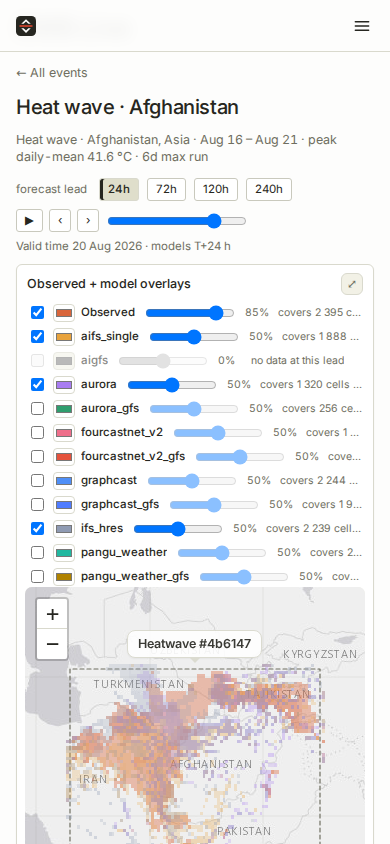 ← All events
Heat wave · Afghanistan
Heat wave · Afghanistan, Asia · Aug 16 – Aug 21 · peak
daily-mean 41.6 °C · 6d max run
forecast lead 24h 72h 120h 240h
▶ ‹ ›
Valid time 20 Aug 2026 · models T+24 h
Observed + model overlays ⤢
Observed 85% covers 2 395 c…
aifs_single 50% covers 1 888 …
aigfs 0% no data at this lead
aurora 50% covers 1 320 cells …
aurora_gfs 50% covers 256 ce…
fourcastnet_v2 50% covers 1 …
fourcastnet_v2_gfs 50% cove…
graphcast 50% covers 2 244 …
graphcast_gfs 50% covers 1 9…
ifs_hres 50% covers 2 239 cell…
pangu_weather 50% covers 2…
pangu_weather_gfs 50% cov…
+
−
Heatwave #4b6147
KYRGYZSTAN
TURKMENISTAN
TAJIKISTAN
AFGHANISTAN
IRAN
PAKISTAN